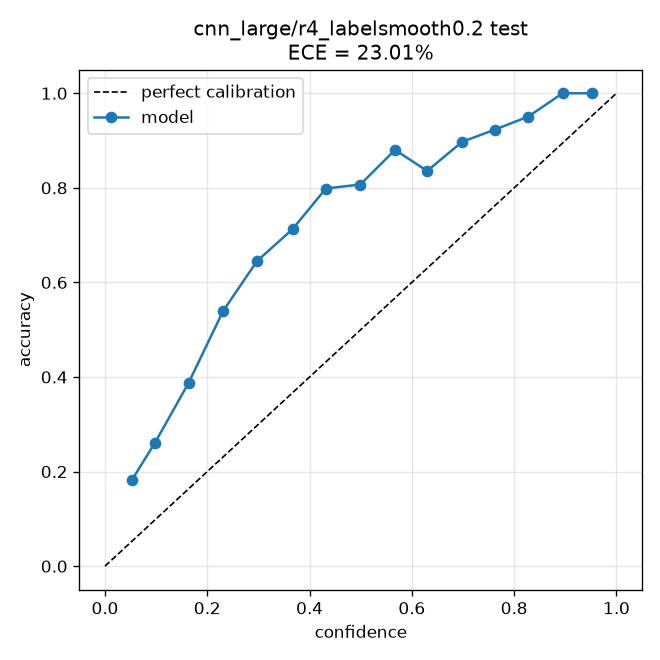 cnn_large/r4_labelsmooth0.2 test
ECE = 23.01%
perfect calibration
model
accuracy
1.0
0.8
0.6
0.4
0.2
0.0
0.0 0.2 0.4 0.6 0.8 1.0
confidence